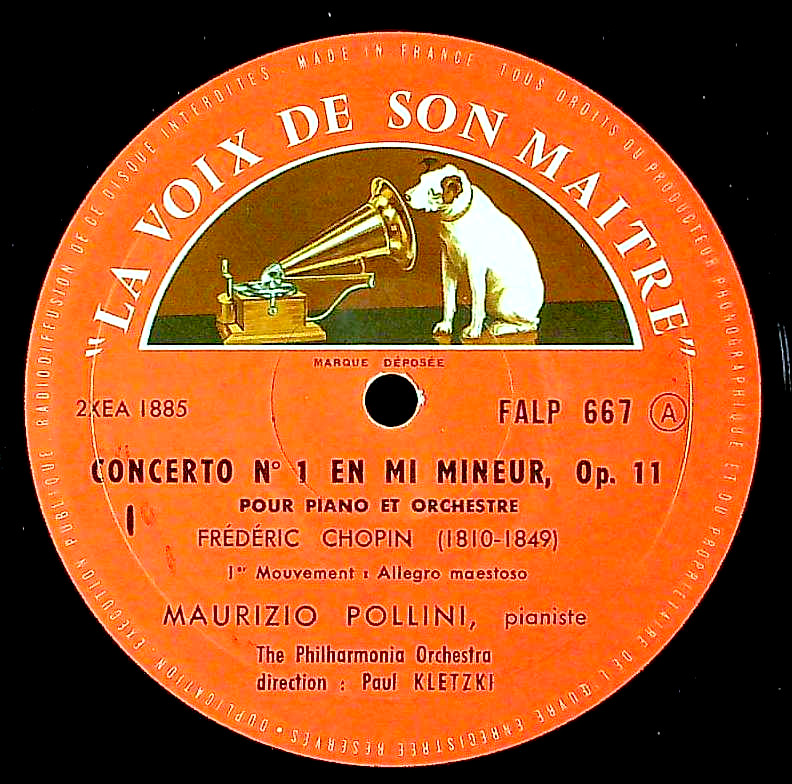 MADE IN FRANCE · TOUS DROITS DU PRODUCTEUR PHONOGRAPHIQUE ET DU PROPRIETAIRE DE L'ŒUVRE ENREGISTREE RESERVES • DUPLICATION · EXECUTION PUBLIQUE · RADIODIFFUSION DE CE DISQUE INTERDITES ·
"LA VOIX DE SON MAITRE"
MARQUE DÉPOSÉE
2XEA 1885
FALP 667 A
CONCERTO N° 1 EN MI MINEUR, Op. 11
POUR PIANO ET ORCHESTRE
I
FRÉDÉRIC CHOPIN (1810-1849)
1er Mouvement : Allegro maestoso
MAURIZIO POLLINI, pianiste
The Philharmonia Orchestra
direction : Paul KLETZKI